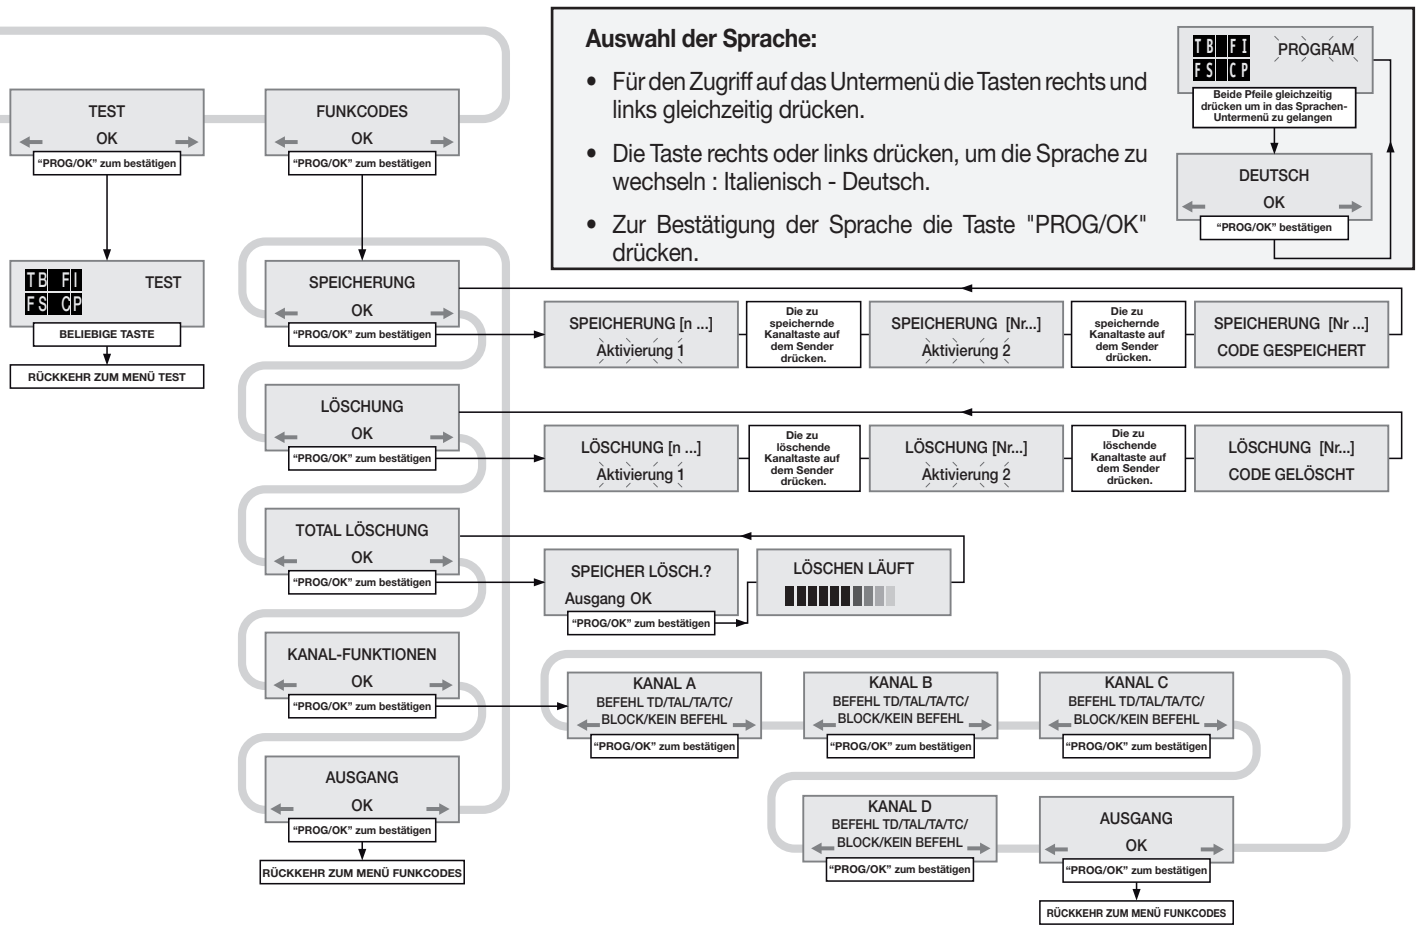 Auswahl der Sprache:
• Für den Zugriff auf das Untermenü die Tasten rechts und
links gleichzeitig drücken.
• Die Taste rechts oder links drücken, um die Sprache zu
wechseln : Italienisch - Deutsch.
• Zur Bestätigung der Sprache die Taste "PROG/OK"
drücken.
TB FI
FS CP
PROGRAM
Beide Pfeile gleichzeitig
drücken um in das Sprachen-
Untermenü zu gelangen
DEUTSCH
OK
“PROG/OK” bestätigen
TEST
OK
“PROG/OK” zum bestätigen
TB FI
FS CP
TEST
BELIEBIGE TASTE
RÜCKKEHR ZUM MENÜ TEST
FUNKCODES
OK
“PROG/OK” zum bestätigen
SPEICHERUNG
OK
“PROG/OK” zum bestätigen
SPEICHERUNG [n ...]
Aktivierung 1
Die zu
speichernde
Kanaltaste auf
dem Sender
drücken.
SPEICHERUNG [Nr...]
Aktivierung 2
Die zu
speichernde
Kanaltaste auf
dem Sender
drücken.
SPEICHERUNG [Nr ...]
CODE GESPEICHERT
LÖSCHUNG
OK
“PROG/OK” zum bestätigen
LÖSCHUNG [n ...]
Aktivierung 1
Die zu
löschende
Kanaltaste auf
dem Sender
drücken.
LÖSCHUNG [Nr...]
Aktivierung 2
Die zu
löschende
Kanaltaste auf
dem Sender
drücken.
LÖSCHUNG [Nr...]
CODE GELÖSCHT
TOTAL LÖSCHUNG
OK
“PROG/OK” zum bestätigen
SPEICHER LÖSCH.?
Ausgang OK
“PROG/OK” zum bestätigen
LÖSCHEN LÄUFT
KANAL-FUNKTIONEN
OK
“PROG/OK” zum bestätigen
KANAL A
BEFEHL TD/TAL/TA/TC/
BLOCK/KEIN BEFEHL
“PROG/OK” zum bestätigen
KANAL B
BEFEHL TD/TAL/TA/TC/
BLOCK/KEIN BEFEHL
“PROG/OK” zum bestätigen
KANAL C
BEFEHL TD/TAL/TA/TC/
BLOCK/KEIN BEFEHL
“PROG/OK” zum bestätigen
KANAL D
BEFEHL TD/TAL/TA/TC/
BLOCK/KEIN BEFEHL
“PROG/OK” zum bestätigen
AUSGANG
OK
“PROG/OK” zum bestätigen
RÜCKKEHR ZUM MENÜ FUNKCODES
AUSGANG
OK
“PROG/OK” zum bestätigen
RÜCKKEHR ZUM MENÜ FUNKCODES